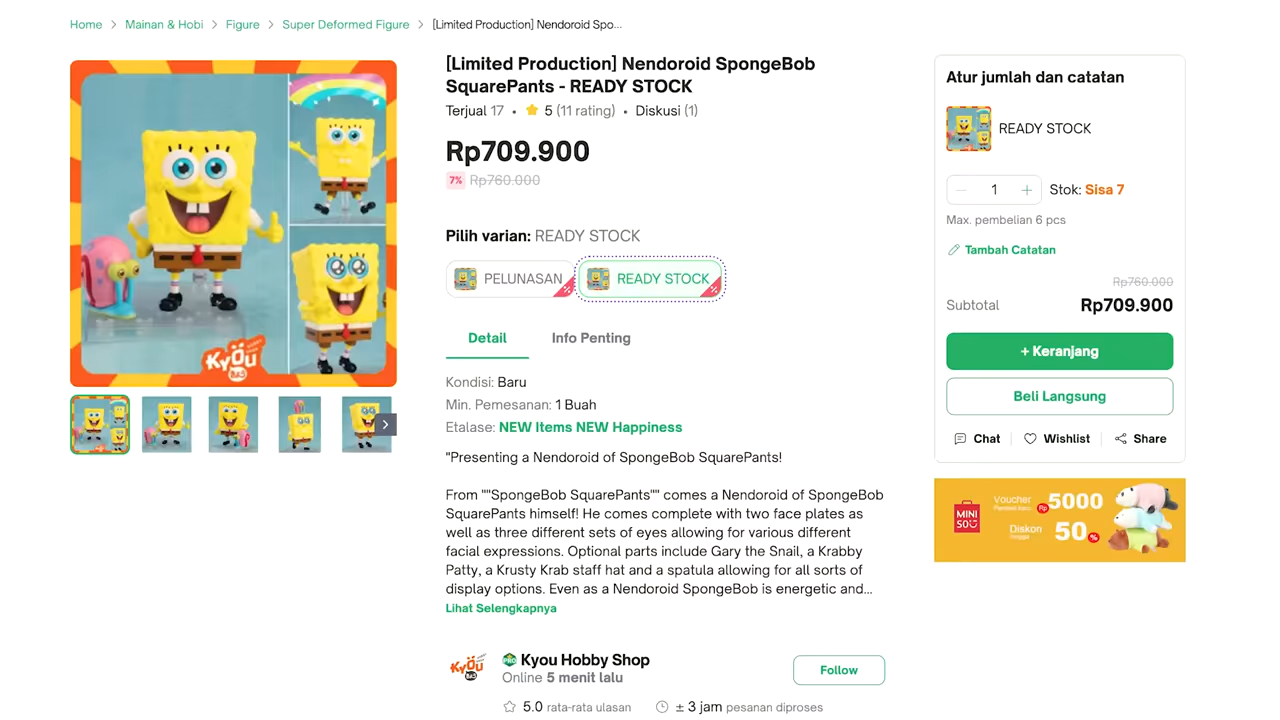 Home > Mainan & Hobi > Figure > Super Deformed Figure > [Limited Production] Nendoroid Spo...
[Limited Production] Nendoroid SpongeBob
SquarePants - READY STOCK
Terjual 17 • 5 (11 rating) • Diskusi (1)
Rp709.900
7% Rp760.000
Pilih varian: READY STOCK
PELUNASAN
READY STOCK
Detail
Info Penting
Kondisi: Baru
Min. Pemesanan: 1 Buah
Etalase: NEW Items NEW Happiness
"Presenting a Nendoroid of SpongeBob SquarePants!
From ""SpongeBob SquarePants"" comes a Nendoroid of SpongeBob
SquarePants himself! He comes complete with two face plates as
well as three different sets of eyes allowing for various different
facial expressions. Optional parts include Gary the Snail, a Krabby
Patty, a Krusty Krab staff hat and a spatula allowing for all sorts of
display options. Even as a Nendoroid SpongeBob is energetic and...
Lihat Selengkapnya
KyOu
PRO Kyou Hobby Shop
Online 5 menit lalu
Follow
5.0 rata-rata ulasan
± 3 jam pesanan diproses
KyOu
Atur jumlah dan catatan
READY STOCK
1 Stok: Sisa 7
Max. pembelian 6 pcs
Tambah Catatan
Rp760.000
Subtotal Rp709.900
+ Keranjang
Beli Langsung
Chat
Wishlist
Share
MINI
SO
Voucher
Rp 5000
Diskon
50 %